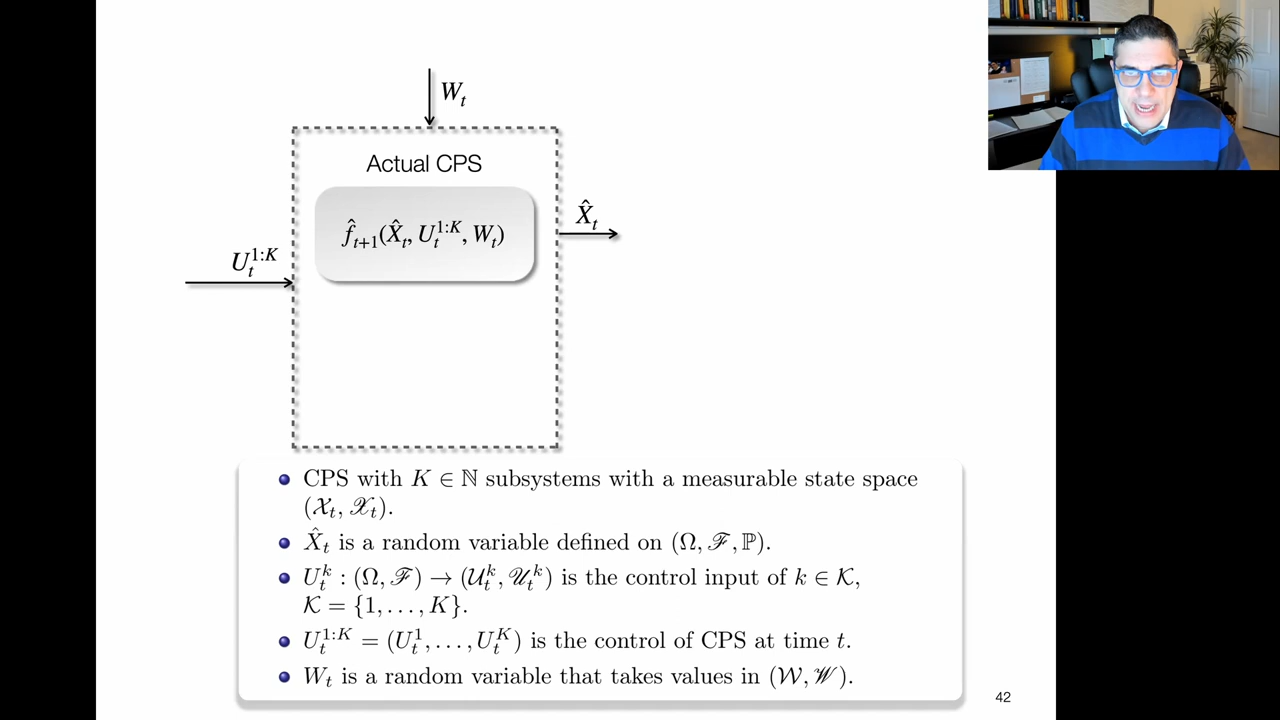 W_t
Actual CPS
f̂_{t+1}(X̂_t, U_t^{1:K}, W_t)
X̂_t
U_t^{1:K}
CPS with K ∈ ℕ subsystems with a measurable state space
(𝒳_t, 𝒳_t).
X̂_t is a random variable defined on (Ω, ℱ, ℙ).
U_t^k : (Ω, ℱ) → (𝒰_t^k, 𝒰_t^k) is the control input of k ∈ 𝒦,
𝒦 = {1, . . . , K}.
U_t^{1:K} = (U_t^1, . . . , U_t^K) is the control of CPS at time t.
W_t is a random variable that takes values in (𝒲, 𝒲).
42